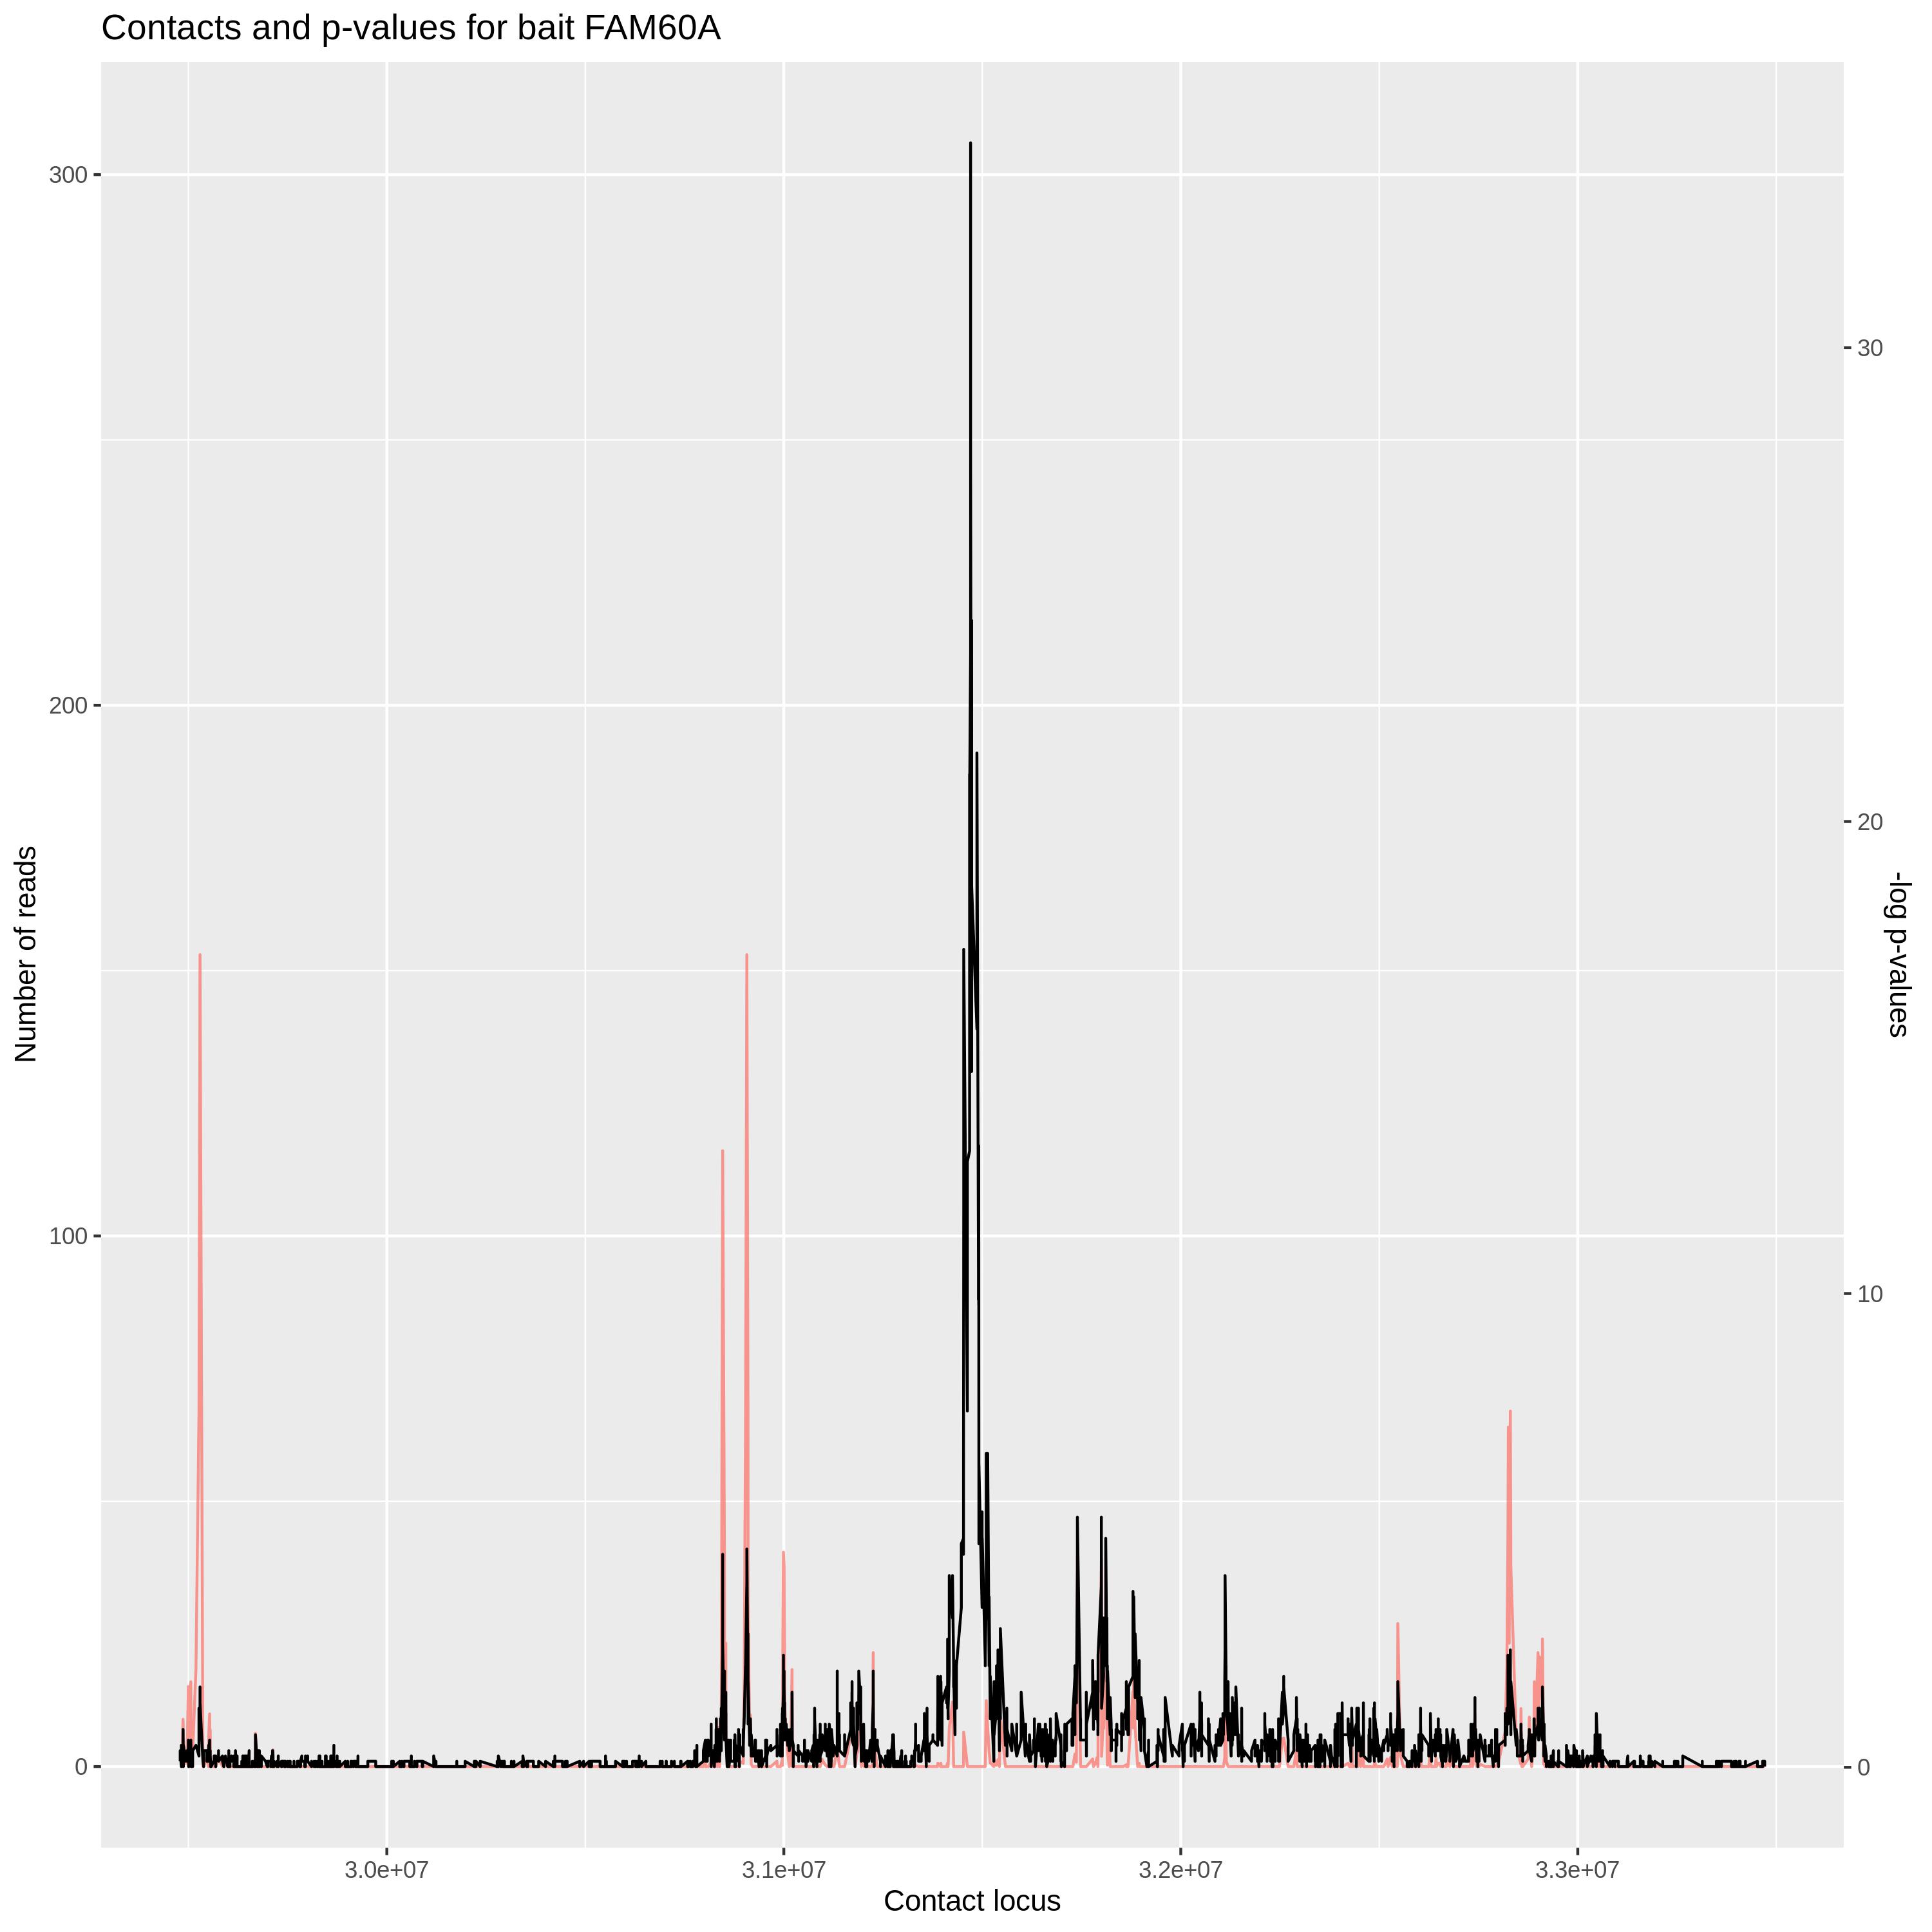 Contacts and p-values for bait FAM60A
300
200
100
0
30
20
10
0
Number of reads
-log p-values
3.0e+07
3.1e+07
3.2e+07
3.3e+07
Contact locus